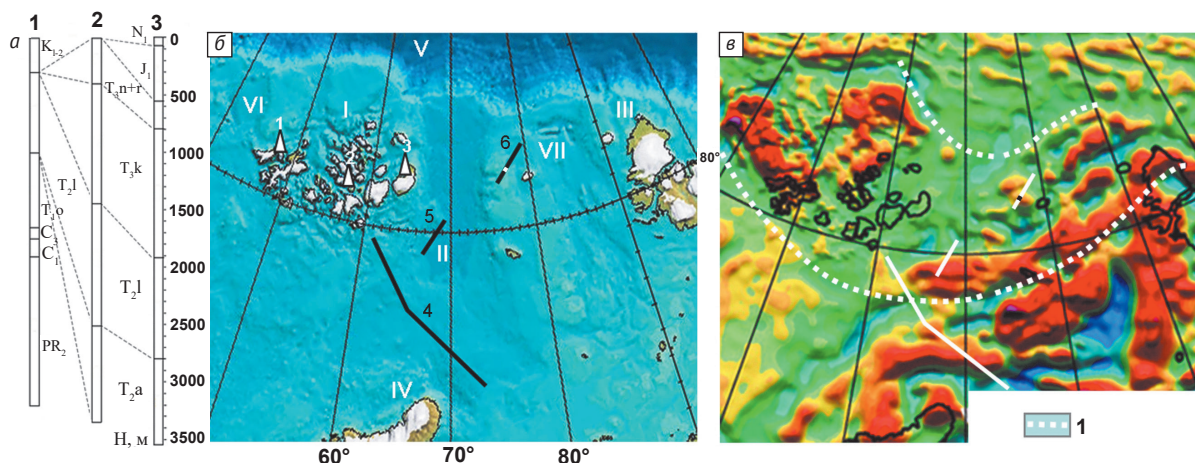 а 1 2 3
K₁₋₂
N₁
J₁
T₃n+r
T₃k
T₂l
T₁o
C₃
C₁
T₂l
PR₂
T₂a
0
500
1000
1500
2000
2500
3000
3500
H, м
б
V
VI
I
III
1
2
3
6
VII
5
II
4
IV
60°
70°
80°
в
80°
1